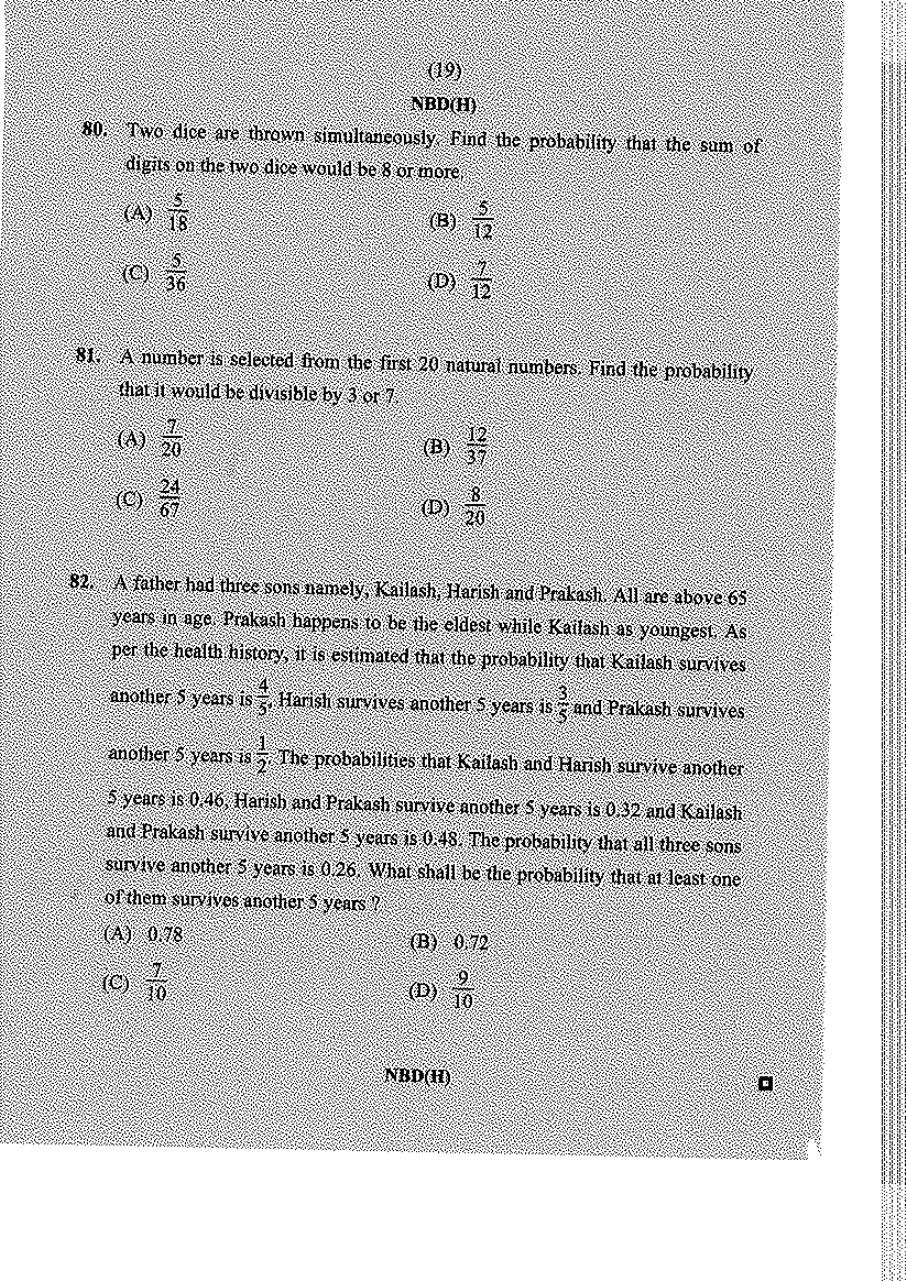 (19)
NBD(H)
80. Two dice are thrown simultaneously. Find the probability that the sum of
digits on the two dice would be 8 or more.
(A) 5/18 (B) 5/12
(C) 5/36 (D) 7/12
81. A number is selected from the first 20 natural numbers. Find the probability
that it would be divisible by 3 or 7.
(A) 7/20 (B) 12/37
(C) 24/67 (D) 8/20
82. A father had three sons namely, Kailash, Harish and Prakash. All are above 65
years in age. Prakash happens to be the eldest while Kailash as youngest. As
per the health history, it is estimated that the probability that Kailash survives
another 5 years is 4/5, Harish survives another 5 years is 3/5 and Prakash survives
another 5 years is 1/2. The probabilities that Kailash and Harish survive another
5 years is 0.46, Harish and Prakash survive another 5 years is 0.32 and Kailash
and Prakash survive another 5 years is 0.48. The probability that all three sons
survive another 5 years is 0.26. What shall be the probability that at least one
of them survives another 5 years ?
(A) 0.78 (B) 0.72
(C) 7/10 (D) 9/10
NBD(H)